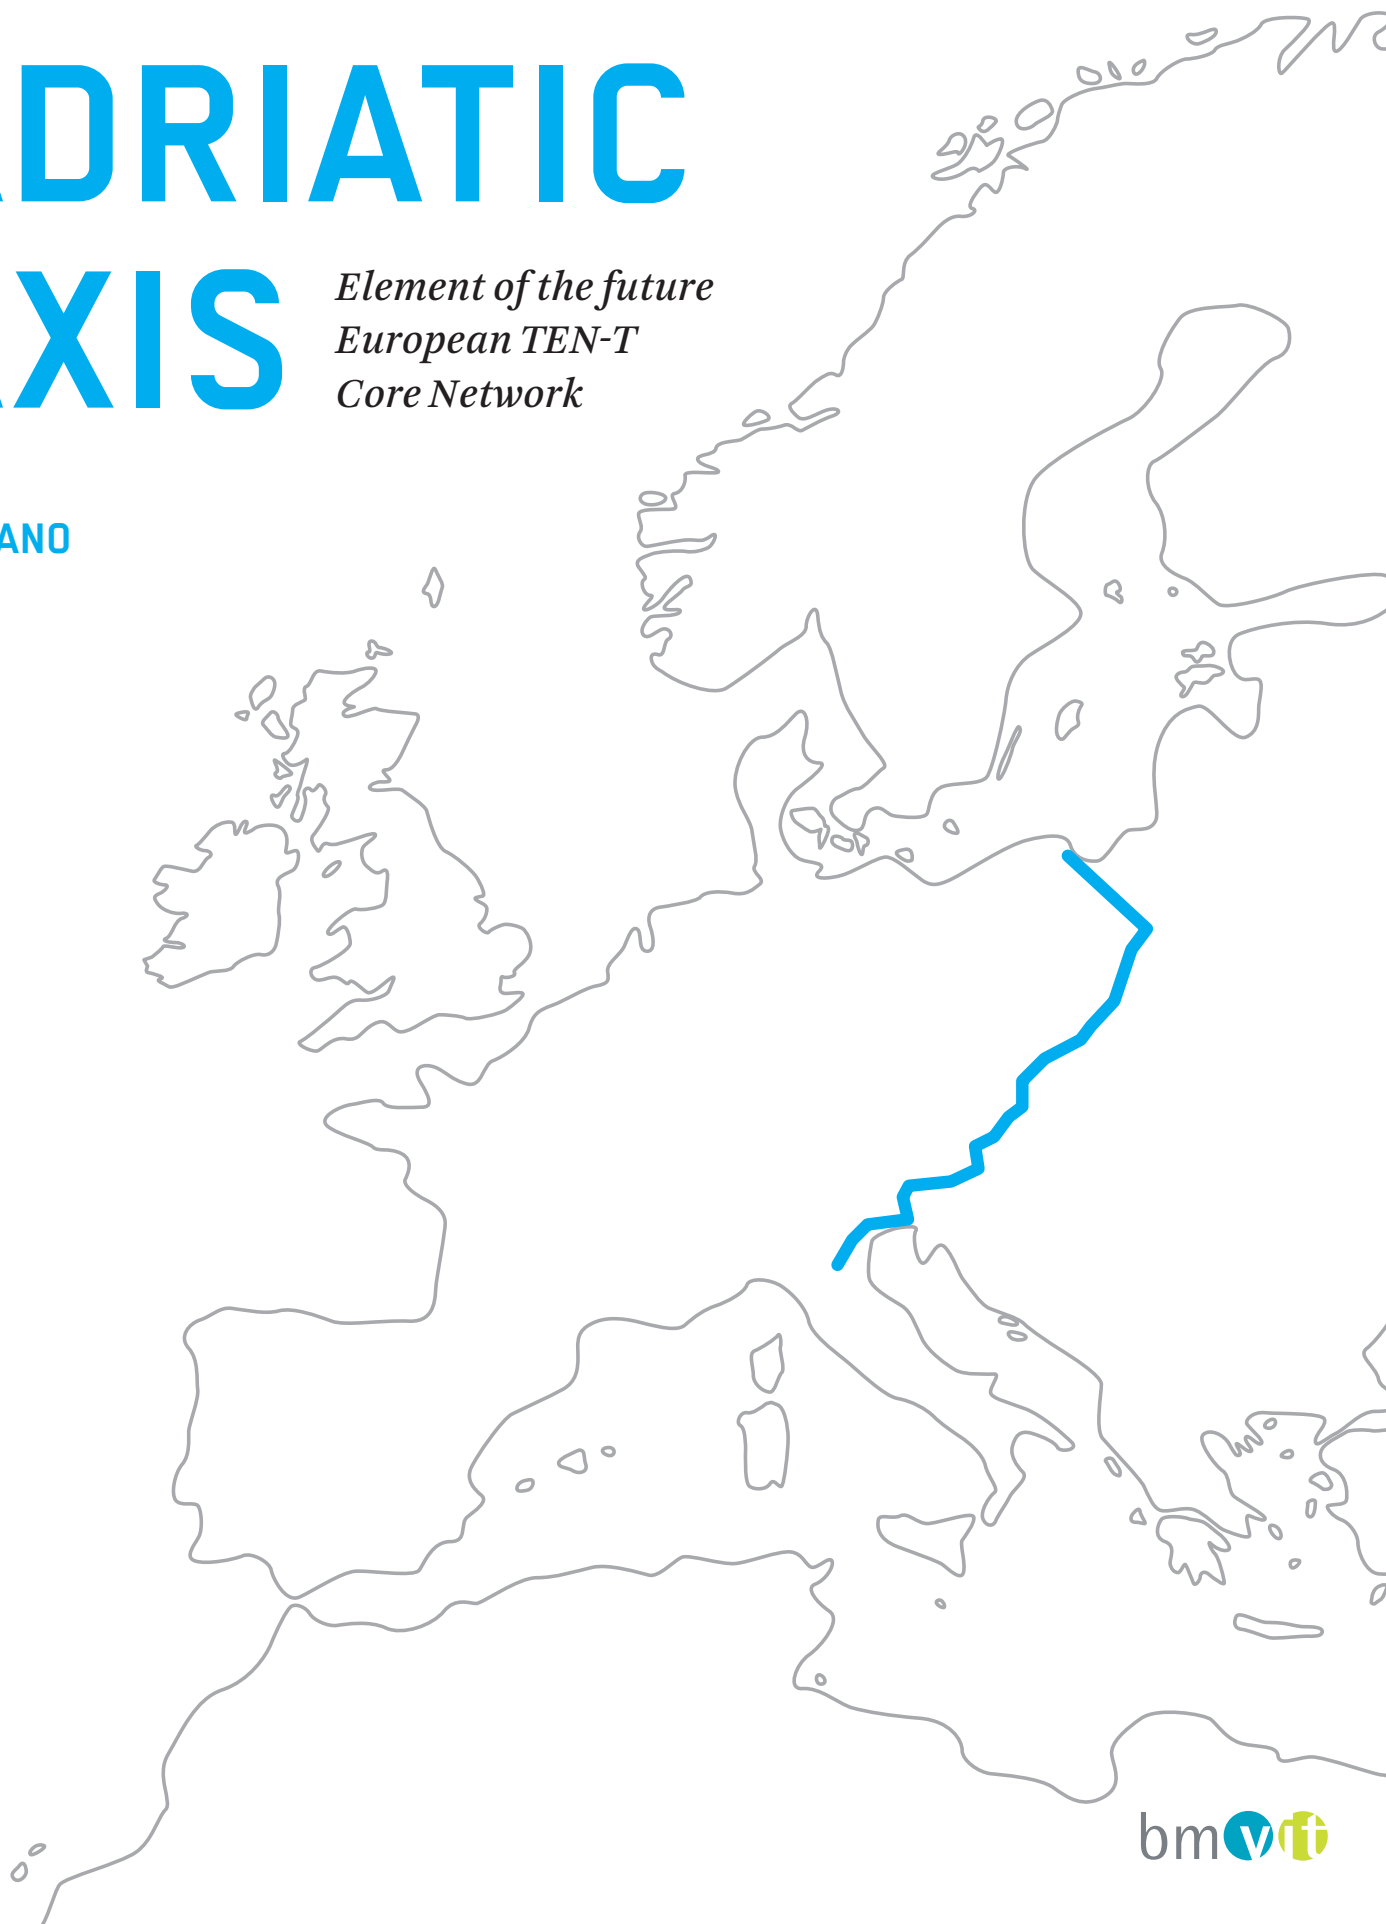 ADRIATIC
AXIS
Element of the future
European TEN-T
Core Network
ANO
bmvit